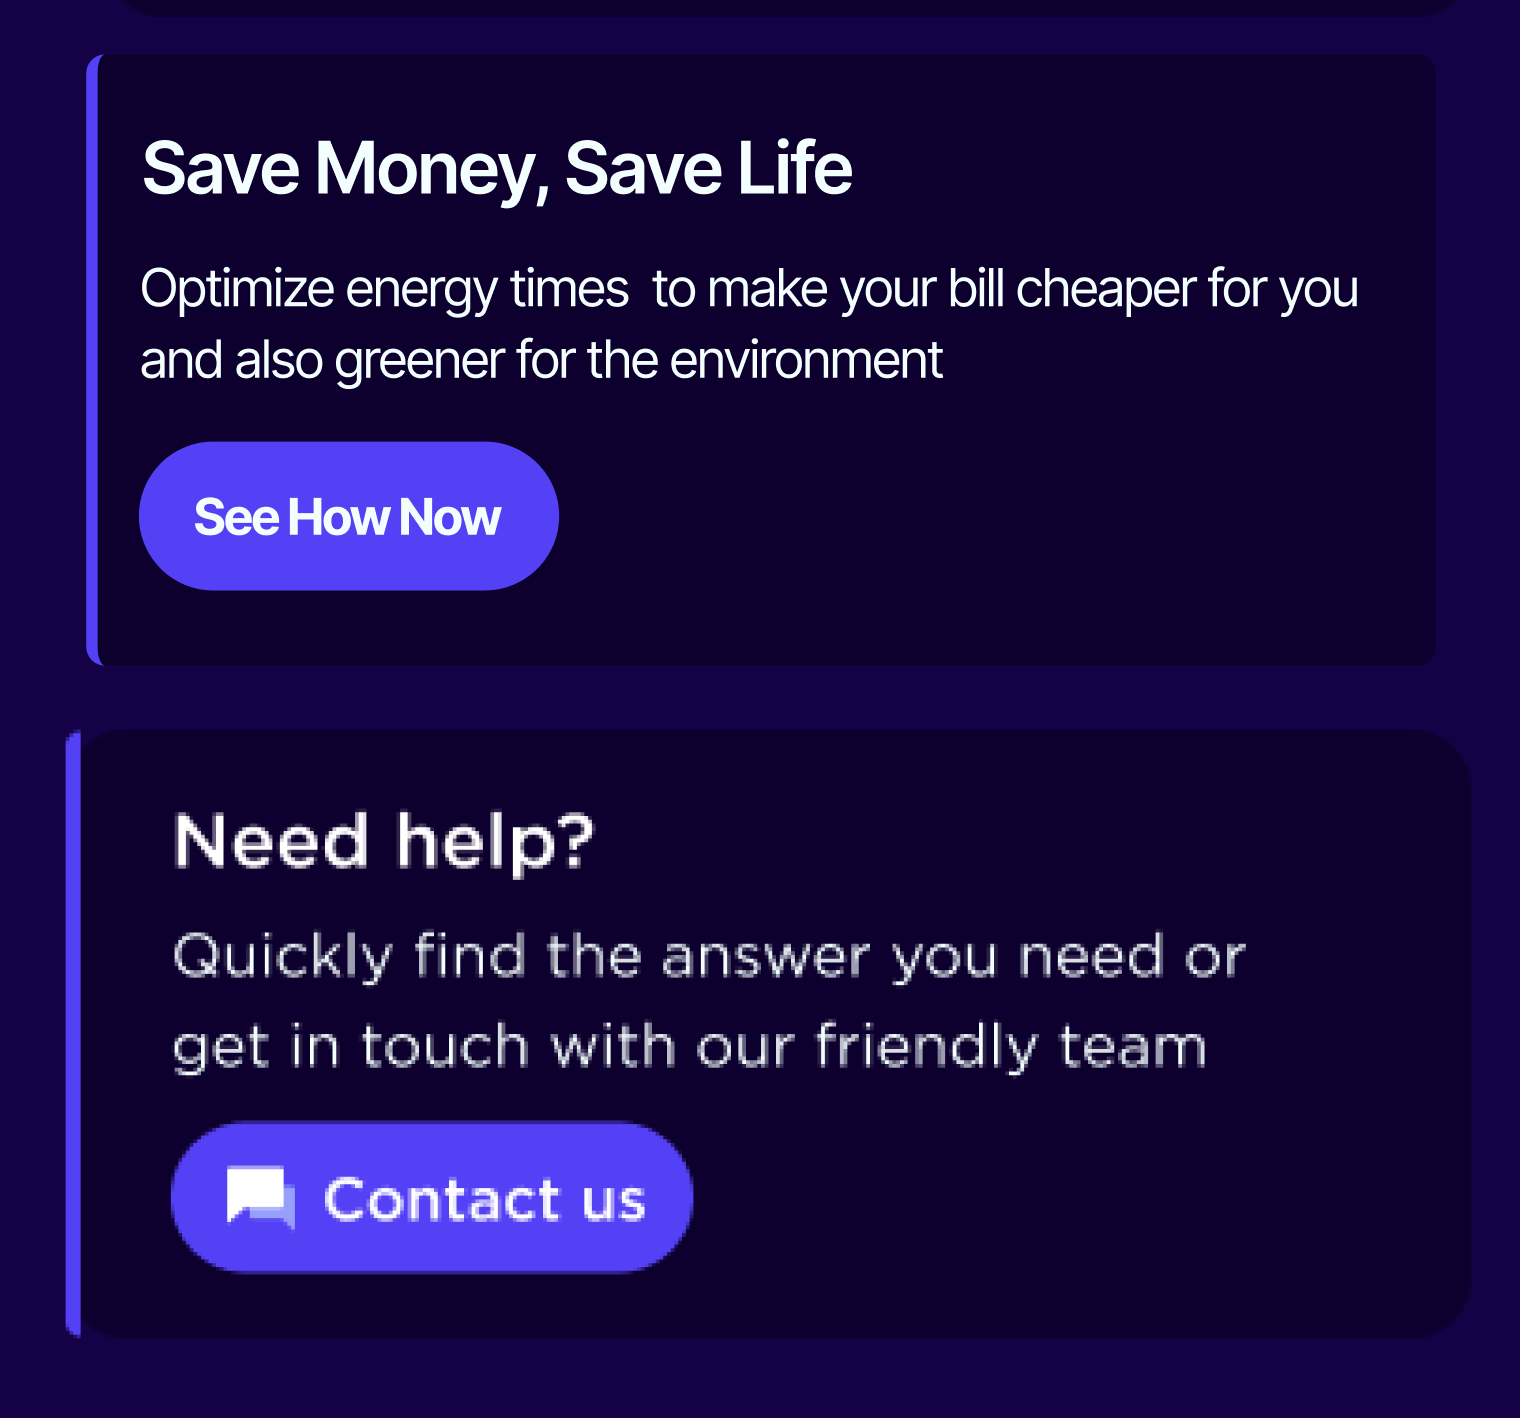 Save Money, Save Life
Optimize energy times  to make your bill cheaper for you
and also greener for the environment
See How Now
Need help?
Quickly find the answer you need or
get in touch with our friendly team
Contact us